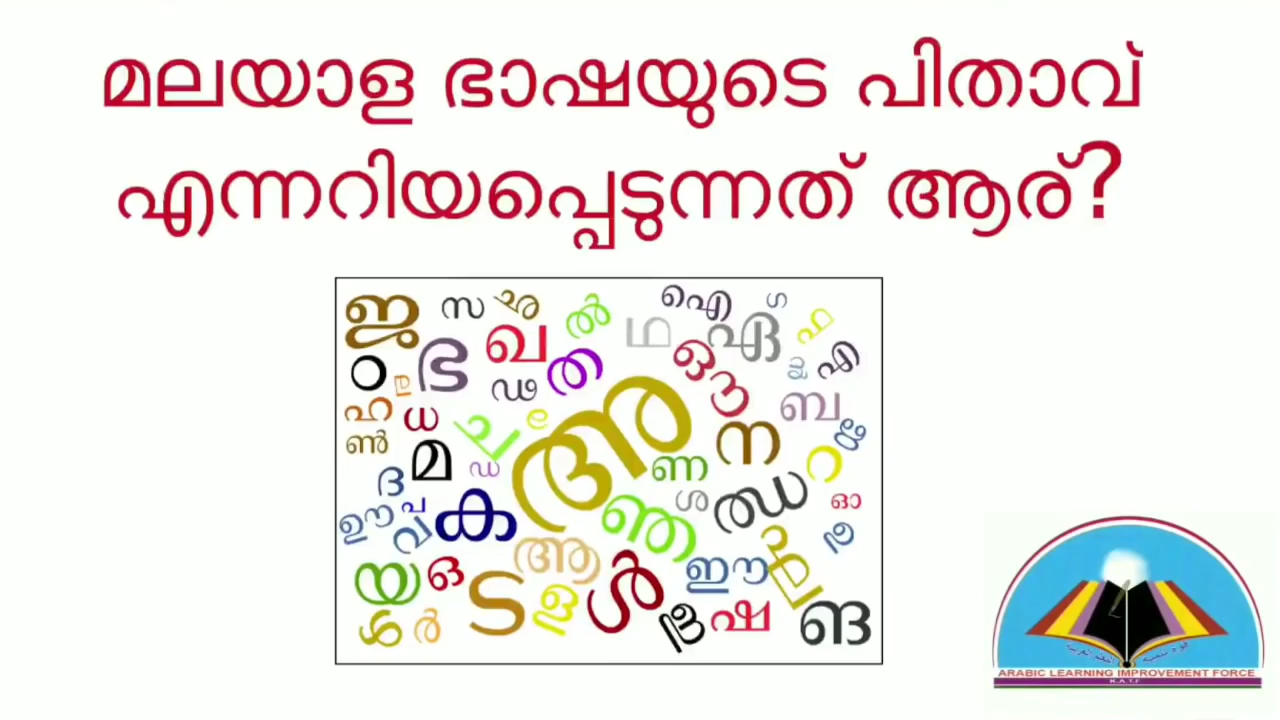 മലയാള ഭാഷയുടെ പിതാവ്
എന്നറിയപ്പെടുന്നത് ആര്?
ജ സ ൽ ഐ ഗ ഫ
ഭ ഖ ത ഥ ഏ എ
ഠ ഹ ധ ഢ ഒ ബ
ൺ മ ഡ അ ണ ന റ
ദ പ ക ഞ ശ ഝ ഓ
ഊ വ ആ ഈ
യ ഒ ട ള ൾ ഷ ങ
ർ
ARABIC LEARNING IMPROVEMENT FORCE
K.A.T.F